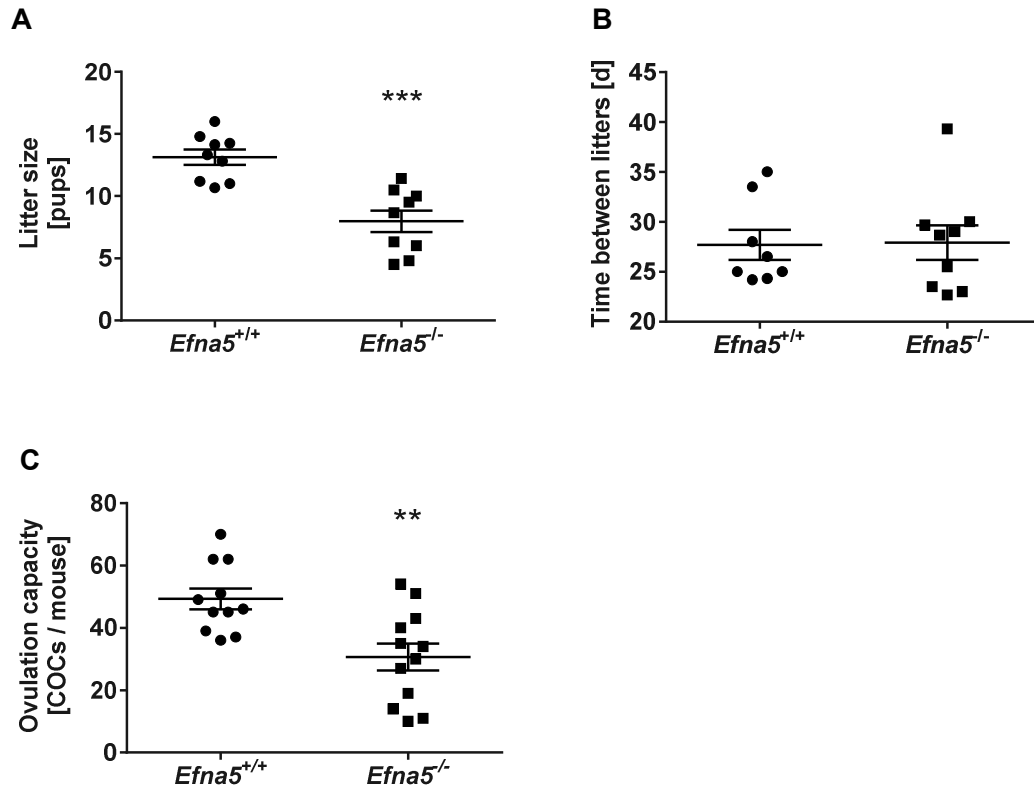 A
Litter size
[pups]
20
15
10
5
0
***
Efna5+/+
Efna5-/-
B
Time between litters [d]
45
40
35
30
25
20
Efna5+/+
Efna5-/-
C
Ovulation capacity
[COCs / mouse]
80
60
40
20
0
**
Efna5+/+
Efna5-/-